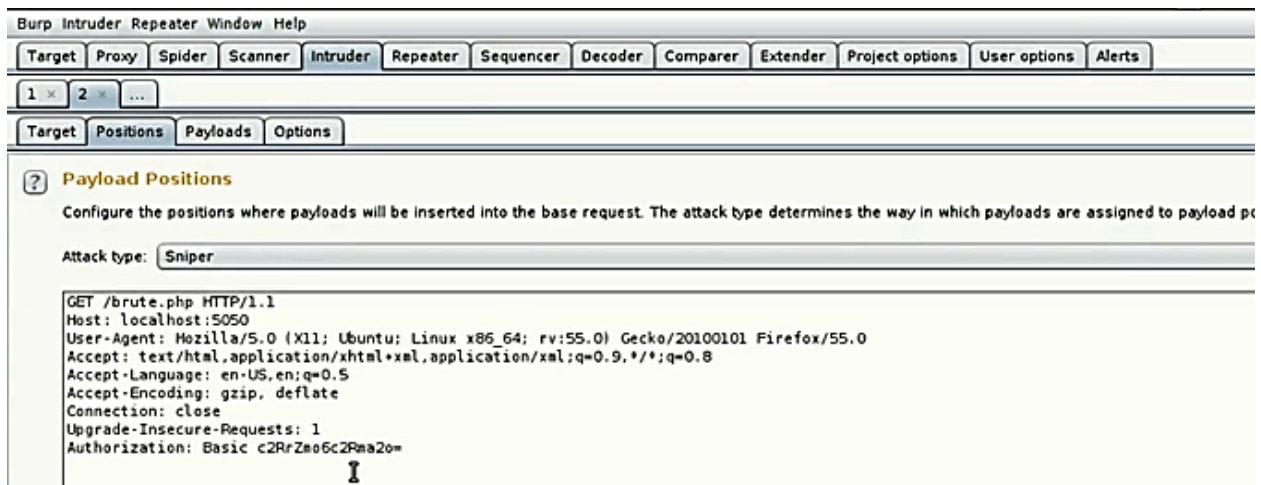 Burp Intruder Repeater Window Help
Target Proxy Spider Scanner Intruder Repeater Sequencer Decoder Comparer Extender Project options User options Alerts
1 × 2 × ...
Target Positions Payloads Options
? Payload Positions
Configure the positions where payloads will be inserted into the base request. The attack type determines the way in which payloads are assigned to payload po
Attack type: Sniper
GET /brute.php HTTP/1.1
Host: localhost:5050
User-Agent: Mozilla/5.0 (X11; Ubuntu; Linux x86_64; rv:55.0) Gecko/20100101 Firefox/55.0
Accept: text/html,application/xhtml+xml,application/xml;q=0.9,*/*;q=0.8
Accept-Language: en-US,en;q=0.5
Accept-Encoding: gzip, deflate
Connection: close
Upgrade-Insecure-Requests: 1
Authorization: Basic c2RrZmo6c2Rma2o=